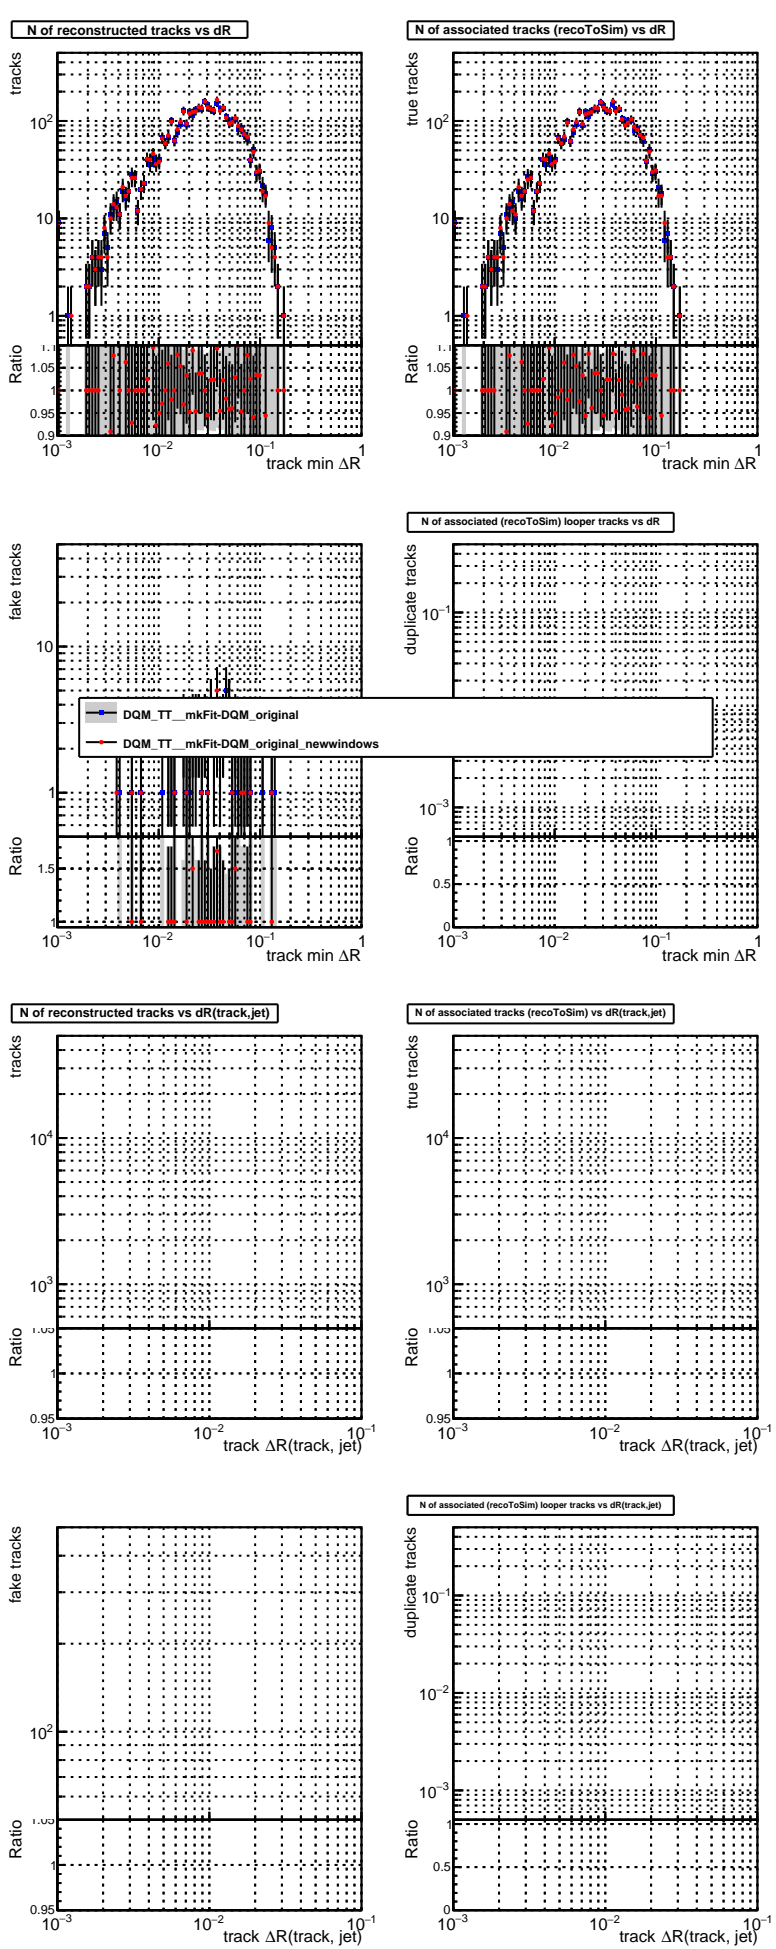 N of reconstructed tracks vs dR
tracks
10²
10
1
Ratio
1.1
1.05
1
0.95
0.9
10⁻³ 10⁻² 10⁻¹ 1
track min ΔR
N of associated tracks (recoToSim) vs dR
true tracks
10²
10
1
Ratio
1.1
1.05
1
0.95
0.9
10⁻³ 10⁻² 10⁻¹ 1
track min ΔR
fake tracks
10
1
Ratio
1.5
1
10⁻³ 10⁻² 10⁻¹ 1
track min ΔR
N of associated (recoToSim) looper tracks vs dR
duplicate tracks
10⁻¹
10⁻³
Ratio
1
0.5
0
10⁻³ 10⁻² 10⁻¹ 1
track min ΔR
DQM_TT__mkFit-DQM_original
DQM_TT__mkFit-DQM_original_newwindows
N of reconstructed tracks vs dR(track,jet)
tracks
10⁴
10³
Ratio
1.05
1
0.95
10⁻³ 10⁻² 10⁻¹
track ΔR(track, jet)
N of associated tracks (recoToSim) vs dR(track,jet)
true tracks
10⁴
10³
Ratio
1.05
1
0.95
10⁻³ 10⁻² 10⁻¹
track ΔR(track, jet)
fake tracks
10²
Ratio
1.05
1
0.95
10⁻³ 10⁻² 10⁻¹
track ΔR(track, jet)
N of associated (recoToSim) looper tracks vs dR(track,jet)
duplicate tracks
10⁻¹
10⁻²
10⁻³
Ratio
1
0.5
0
10⁻³ 10⁻² 10⁻¹
track ΔR(track, jet)